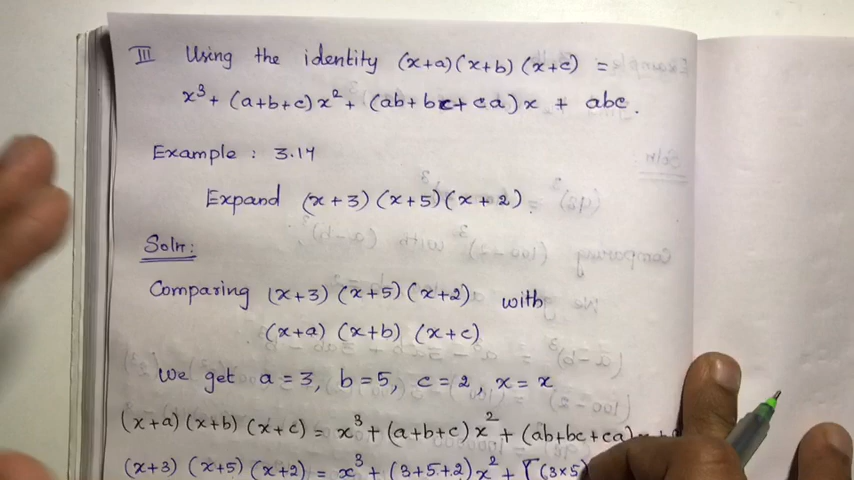 III Using the identity (x+a)(x+b)(x+c) =
x³ + (a+b+c)x² + (ab+bc+ca)x + abc.
Example : 3.14
Expand (x+3)(x+5)(x+2).
Soln:
Comparing (x+3)(x+5)(x+2) with
(x+a)(x+b)(x+c)
We get a=3, b=5, c=2, x=x
(x+a)(x+b)(x+c) = x³+(a+b+c)x²+(ab+bc+ca)
(x+3)(x+5)(x+2) = x³+(3+5+2)x²+[(3×5)